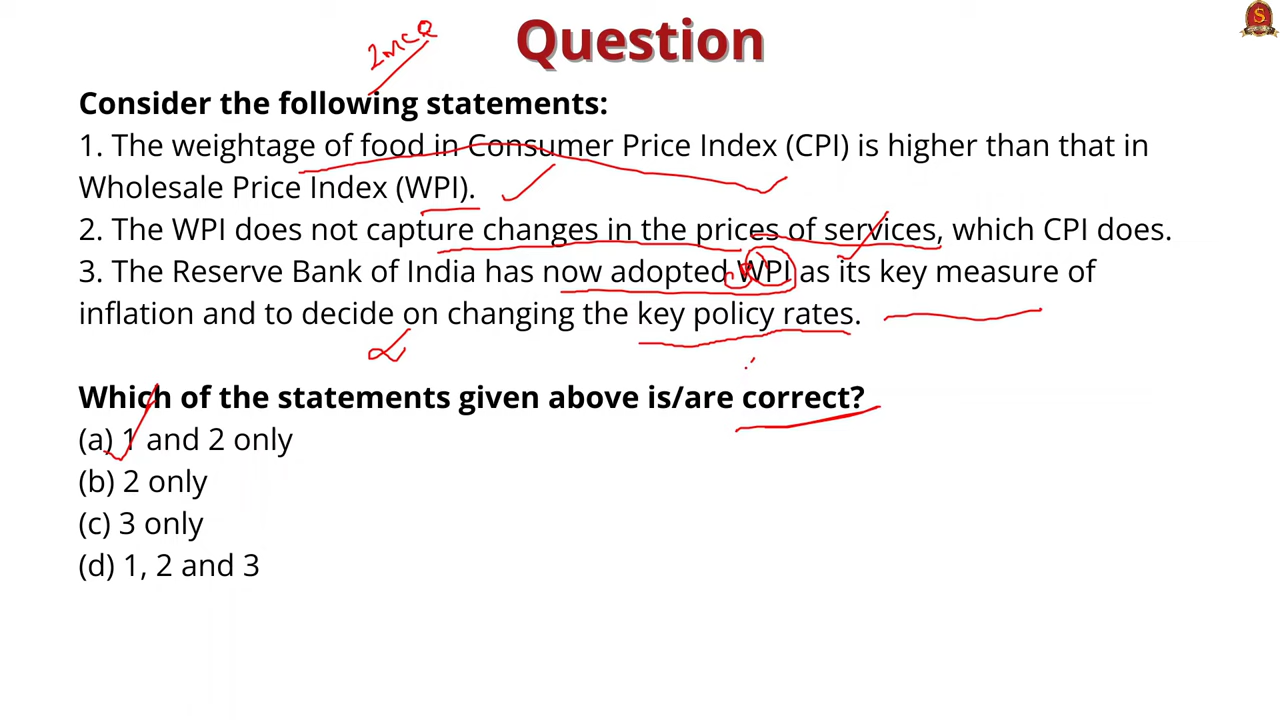 Question
2 MCQ
Consider the following statements:
1. The weightage of food in Consumer Price Index (CPI) is higher than that in
Wholesale Price Index (WPI).
2. The WPI does not capture changes in the prices of services, which CPI does.
3. The Reserve Bank of India has now adopted WPI as its key measure of
inflation and to decide on changing the key policy rates.
Which of the statements given above is/are correct?
(a) 1 and 2 only
(b) 2 only
(c) 3 only
(d) 1, 2 and 3